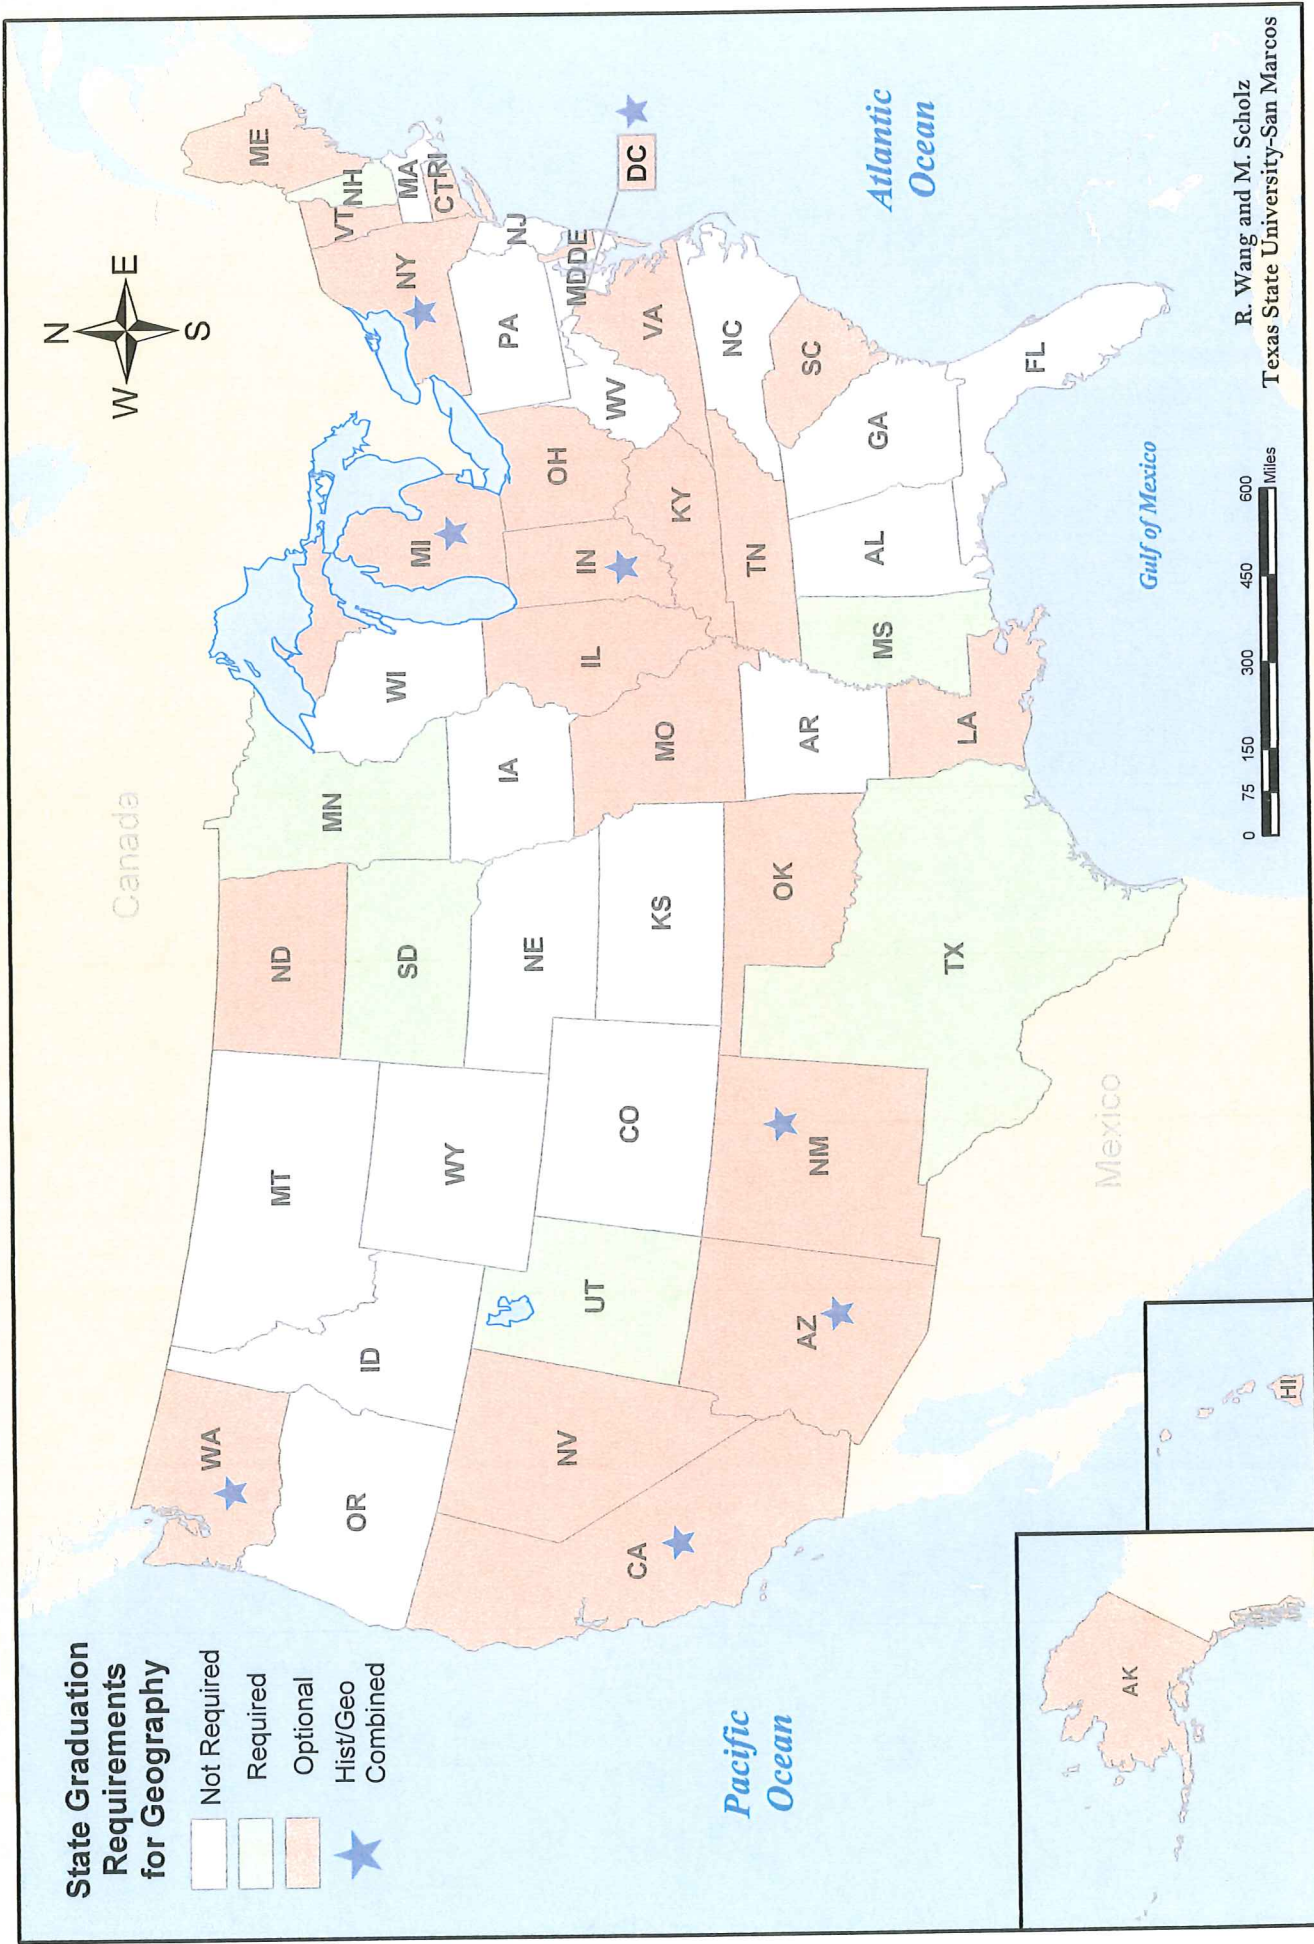 State Graduation
Requirements
for Geography
Not Required
Required
Optional
Hist/Geo
Combined
N
W
E
S
Canada
Mexico
Pacific
Ocean
Atlantic
Ocean
Gulf of Mexico
WA
OR
CA
NV
ID
MT
WY
UT
CO
AZ
NM
ND
SD
NE
KS
OK
TX
MN
IA
MO
AR
LA
WI
IL
MI
IN
OH
KY
TN
MS
AL
GA
FL
SC
NC
VA
WV
PA
NY
VT
NH
ME
MA
CT
RI
NJ
MD
DE
DC
AK
HI
0 75 150 300 450 600
Miles
R. Wang and M. Scholz
Texas State University-San Marcos